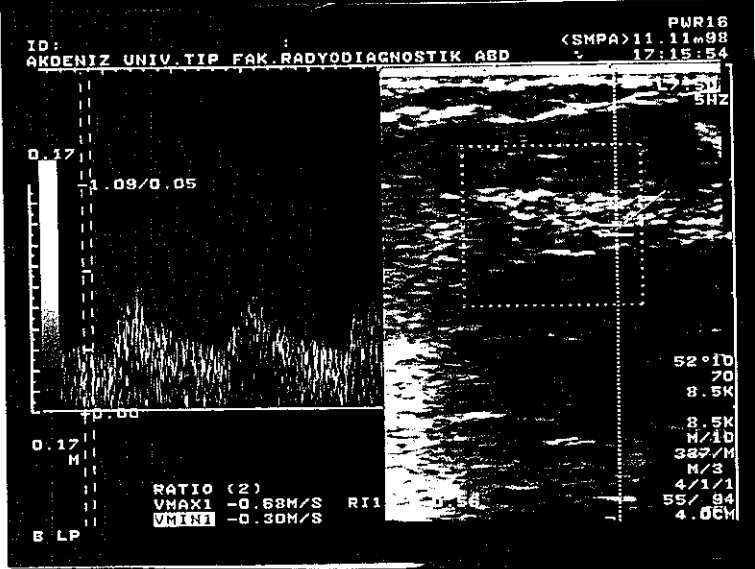 PWR16
ID: : <SMPA>11.11m98
AKDENIZ UNIV.TIP FAK.RADYODIAGNOSTIK ABD 17:15:54
5HZ
0.17
-1.09/0.05
52°10
70
8.5K
0.00
8.5K
0.17 M/10
M 387/M
M/3
RATIO (2) 4/1/1
VMAX1 -0.68M/S RI1 0.56 55/ 94
VMIN1 -0.30M/S 4.0CM
B LP